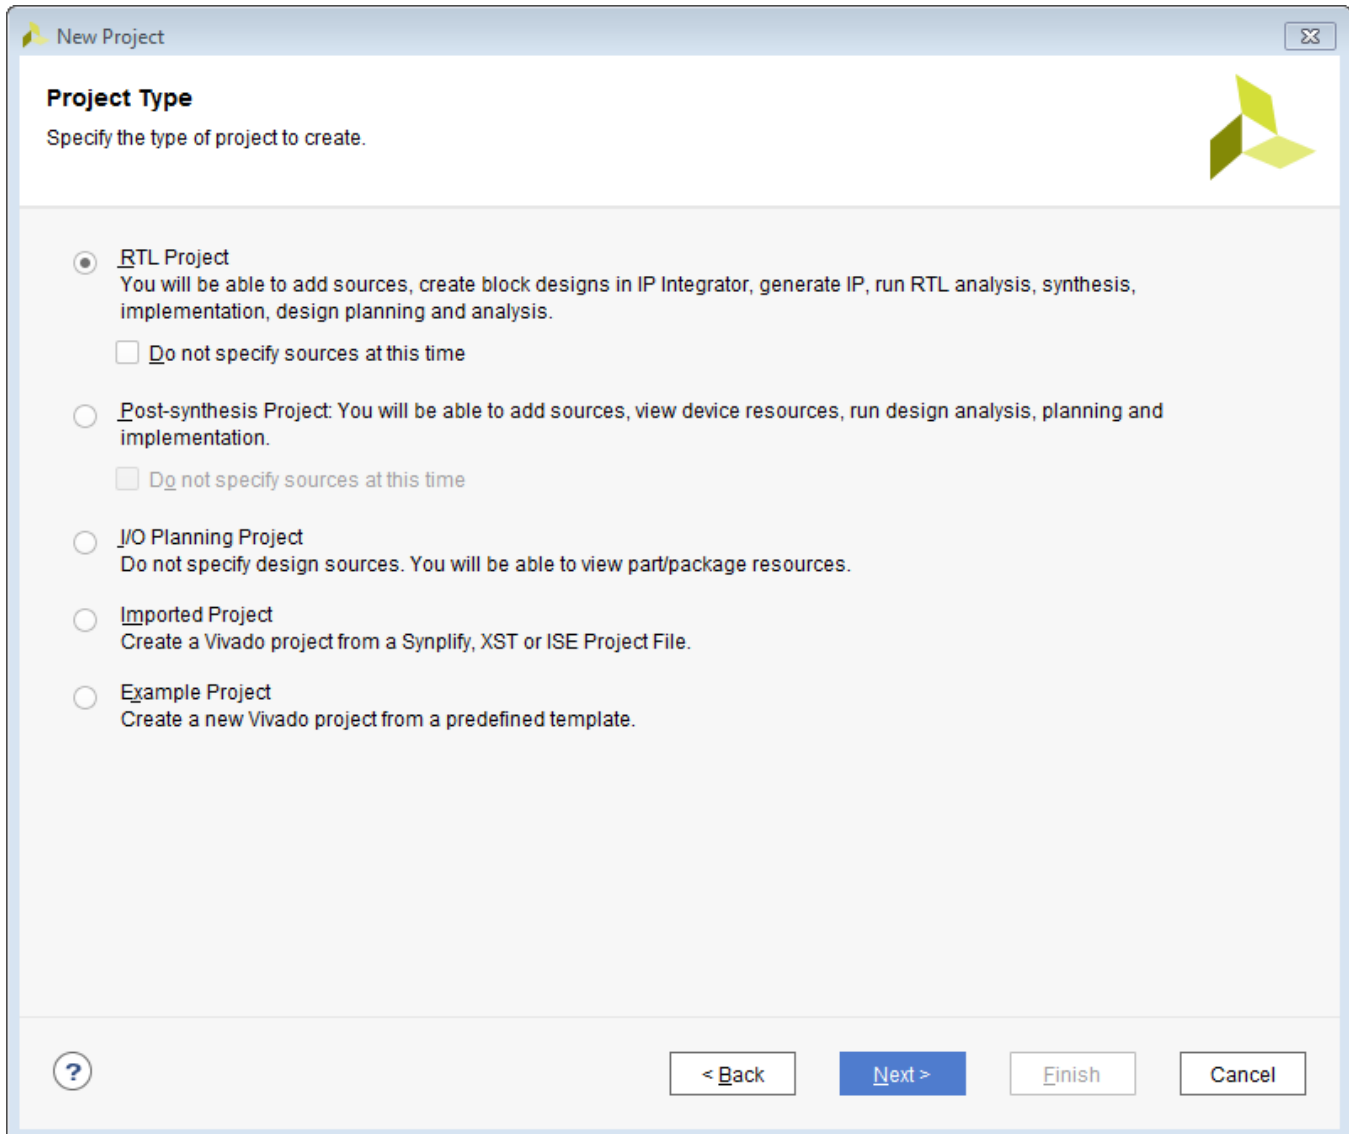 New Project
Project Type
Specify the type of project to create.
RTL Project
You will be able to add sources, create block designs in IP Integrator, generate IP, run RTL analysis, synthesis,
implementation, design planning and analysis.
Do not specify sources at this time
Post-synthesis Project: You will be able to add sources, view device resources, run design analysis, planning and
implementation.
Do not specify sources at this time
I/O Planning Project
Do not specify design sources. You will be able to view part/package resources.
Imported Project
Create a Vivado project from a Synplify, XST or ISE Project File.
Example Project
Create a new Vivado project from a predefined template.
? < Back Next > Finish Cancel